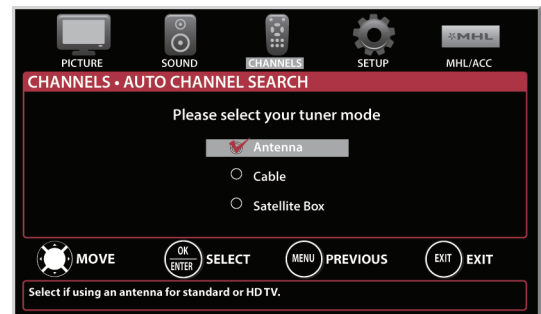 PICTURE SOUND CHANNELS SETUP MHL/ACC
MHL
CHANNELS • AUTO CHANNEL SEARCH
Please select your tuner mode
Antenna
Cable
Satellite Box
MOVE OK ENTER SELECT MENU PREVIOUS EXIT EXIT
Select if using an antenna for standard or HD TV.